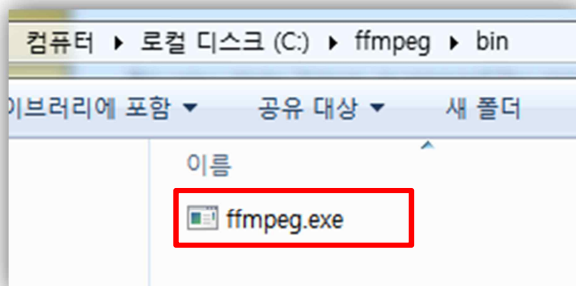 컴퓨터 ▶ 로컬 디스크 (C:) ▶ ffmpeg ▶ bin
이브러리에 포함 ▼ 공유 대상 ▼ 새 폴더
이름
ffmpeg.exe